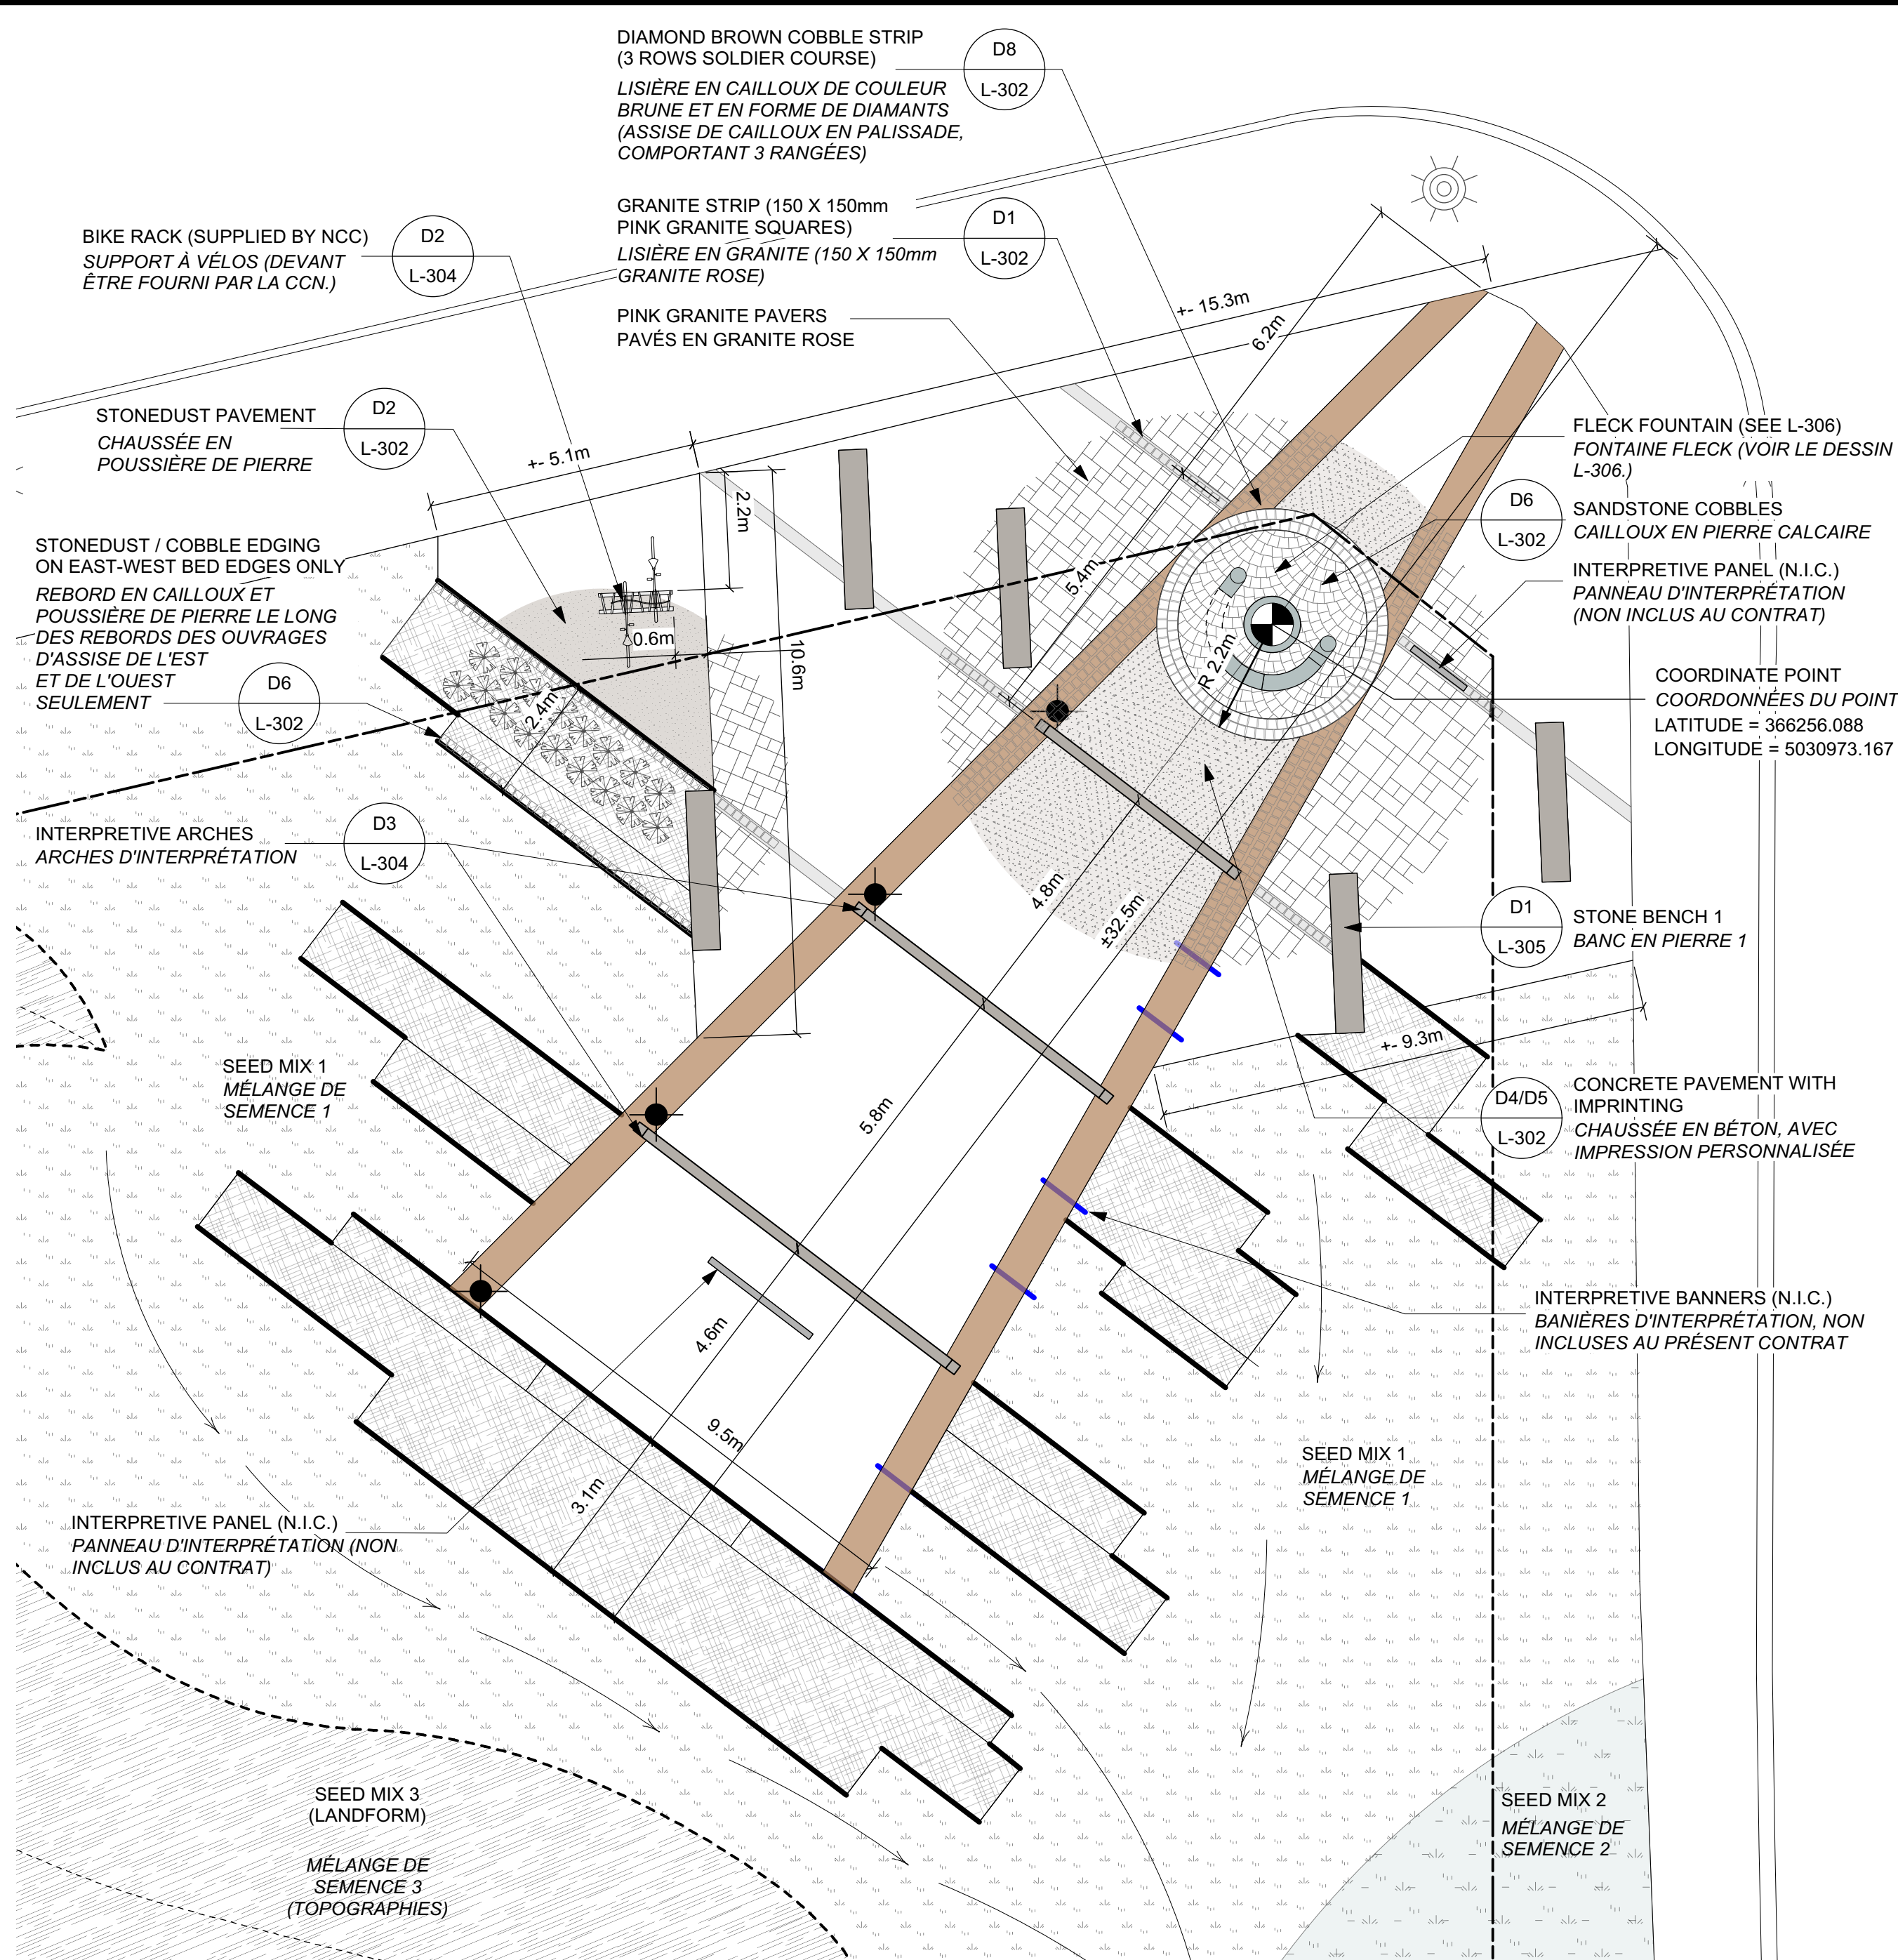 DIAMOND BROWN COBBLE STRIP
(3 ROWS SOLDIER COURSE)
LISIÈRE EN CAILLOUX DE COULEUR
BRUNE ET EN FORME DE DIAMANTS
(ASSISE DE CAILLOUX EN PALISSADE,
COMPORTANT 3 RANGÉES)
D8
L-302
GRANITE STRIP (150 X 150mm
PINK GRANITE SQUARES)
LISIÈRE EN GRANITE (150 X 150mm
GRANITE ROSE)
D1
L-302
PINK GRANITE PAVERS
PAVÉS EN GRANITE ROSE
BIKE RACK (SUPPLIED BY NCC)
SUPPORT À VÉLOS (DEVANT
ÊTRE FOURNI PAR LA CCN.)
D2
L-304
STONEDUST PAVEMENT
CHAUSSÉE EN
POUSSIÈRE DE PIERRE
D2
L-302
STONEDUST / COBBLE EDGING
ON EAST-WEST BED EDGES ONLY
REBORD EN CAILLOUX ET
POUSSIÈRE DE PIERRE LE LONG
DES REBORDS DES OUVRAGES
D'ASSISE DE L'EST
ET DE L'OUEST
SEULEMENT
D6
L-302
INTERPRETIVE ARCHES
ARCHES D'INTERPRÉTATION
D3
L-304
+- 15.3m
6.2m
+- 5.1m
2.2m
0.6m
10.6m
2.4m
5.4m
R 2.2m
4.8m
±32.5m
5.8m
4.6m
9.5m
3.1m
+- 9.3m
FLECK FOUNTAIN (SEE L-306)
FONTAINE FLECK (VOIR LE DESSIN
L-306.)
D6
L-302
SANDSTONE COBBLES
CAILLOUX EN PIERRE CALCAIRE
INTERPRETIVE PANEL (N.I.C.)
PANNEAU D'INTERPRÉTATION
(NON INCLUS AU CONTRAT)
COORDINATE POINT
COORDONNÉES DU POINT
LATITUDE = 366256.088
LONGITUDE = 5030973.167
D1
L-305
STONE BENCH 1
BANC EN PIERRE 1
D4/D5
L-302
CONCRETE PAVEMENT WITH
IMPRINTING
CHAUSSÉE EN BÉTON, AVEC
IMPRESSION PERSONNALISÉE
INTERPRETIVE BANNERS (N.I.C.)
BANIÈRES D'INTERPRÉTATION, NON
INCLUSES AU PRÉSENT CONTRAT
SEED MIX 1
MÉLANGE DE
SEMENCE 1
SEED MIX 1
MÉLANGE DE
SEMENCE 1
INTERPRETIVE PANEL (N.I.C.)
PANNEAU D'INTERPRÉTATION (NON
INCLUS AU CONTRAT)
SEED MIX 3
(LANDFORM)
MÉLANGE DE
SEMENCE 3
(TOPOGRAPHIES)
SEED MIX 2
MÉLANGE DE
SEMENCE 2